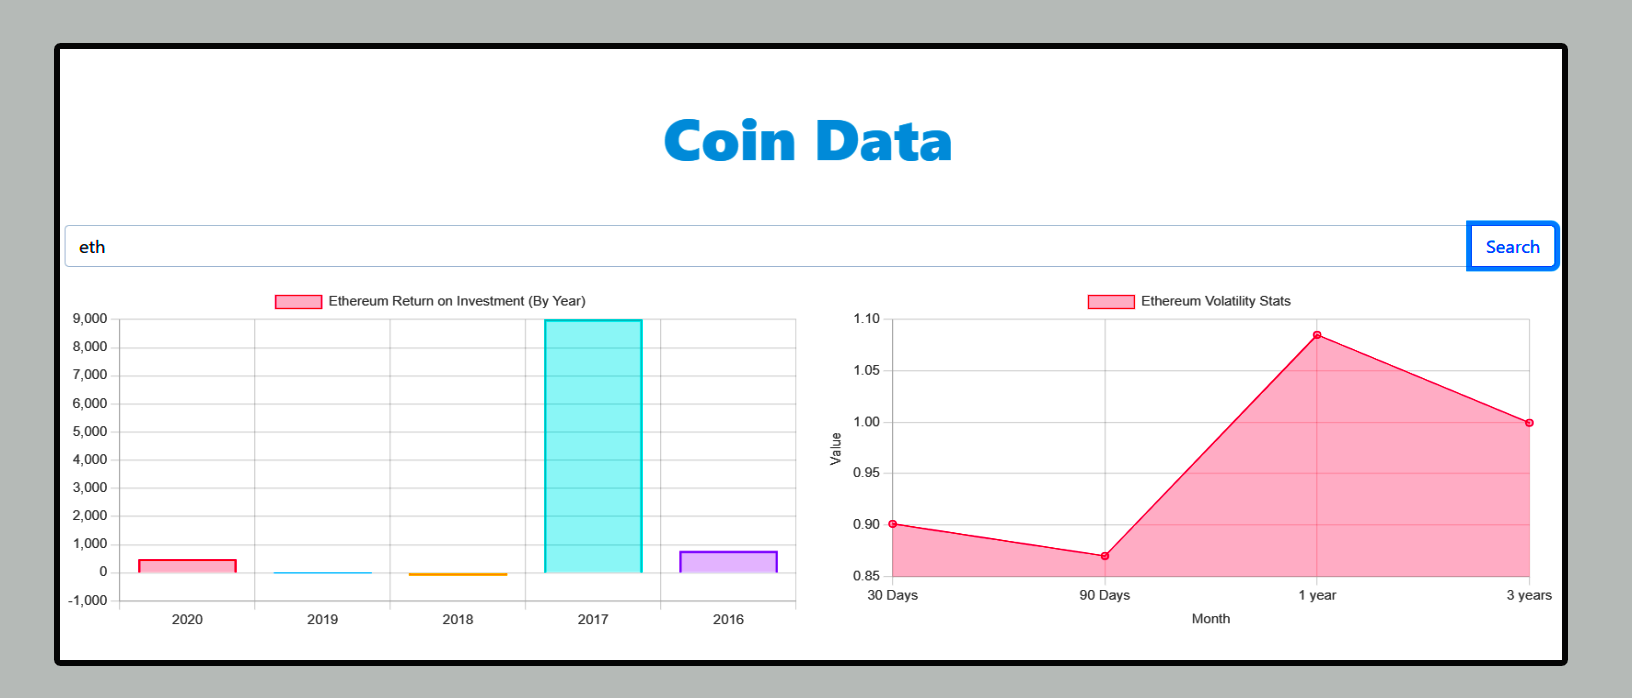 Coin Data
eth
Search
Ethereum Return on Investment (By Year)
9,000
8,000
7,000
6,000
5,000
4,000
3,000
2,000
1,000
0
-1,000
2020 2019 2018 2017 2016
Ethereum Volatility Stats
Value
1.10
1.05
1.00
0.95
0.90
0.85
30 Days 90 Days 1 year 3 years
Month